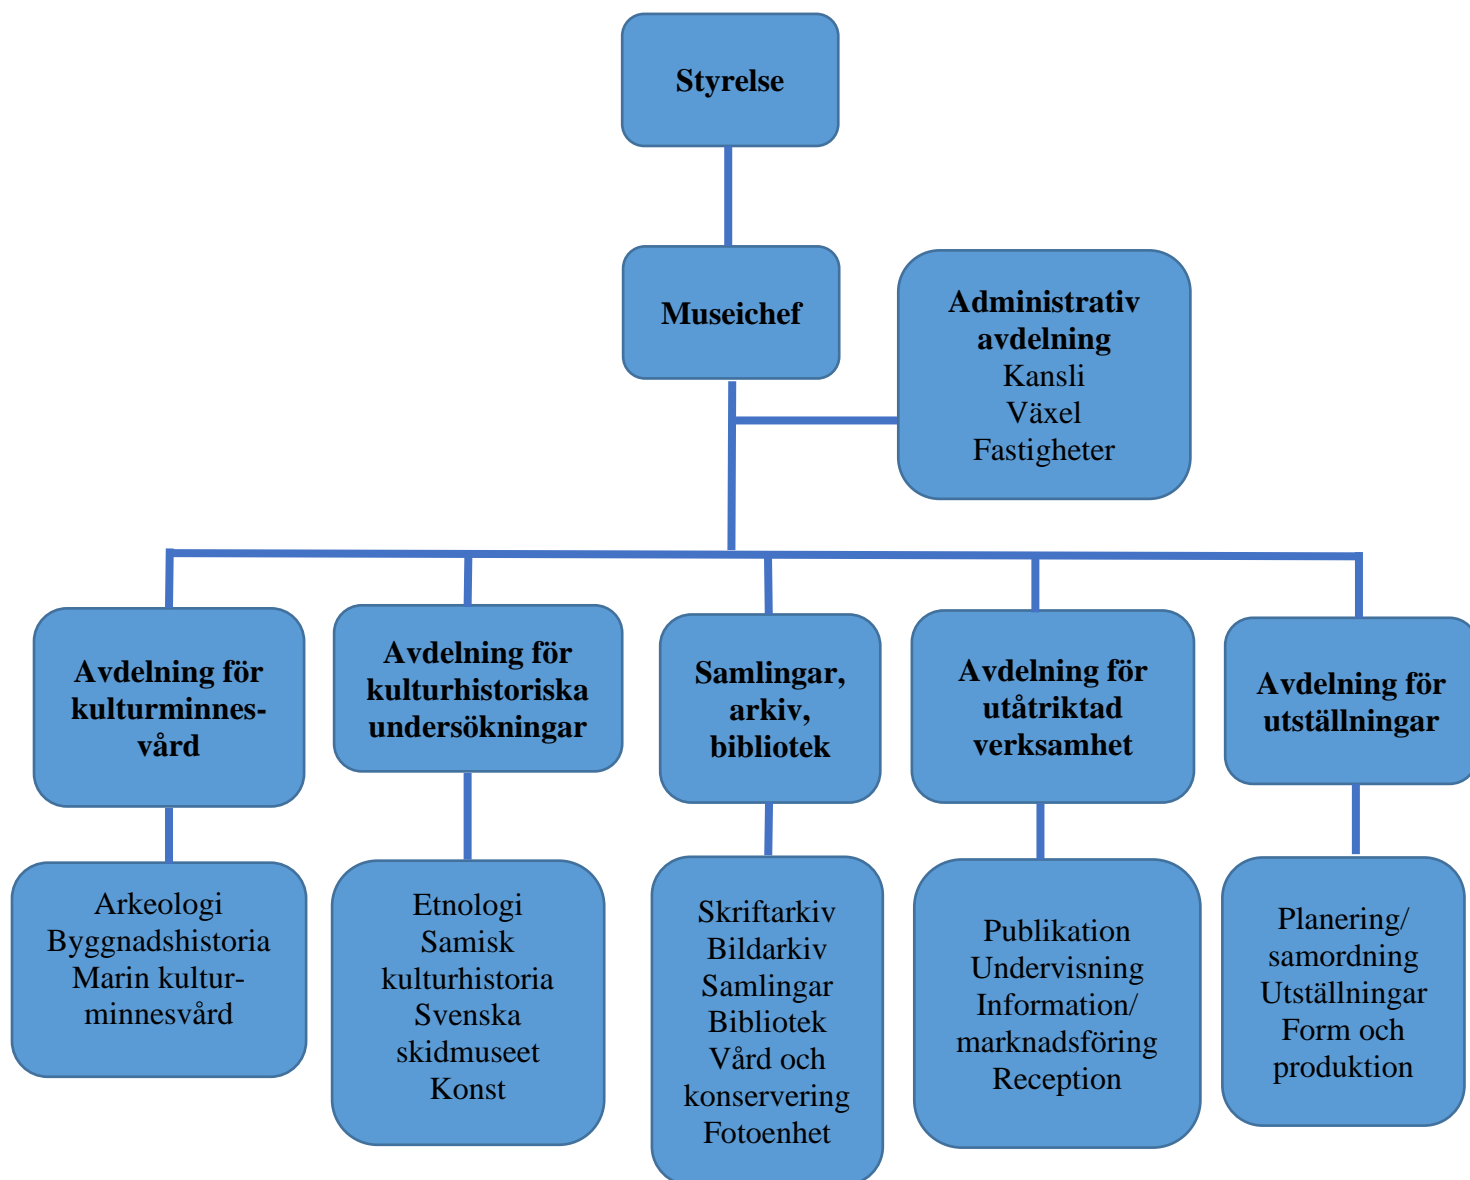 Styrelse
Museichef
Administrativ
avdelning
Kansli
Växel
Fastigheter
Avdelning för
kulturminnes-
vård
Avdelning för
kulturhistoriska
undersökningar
Samlingar,
arkiv,
bibliotek
Avdelning för
utåtriktad
verksamhet
Avdelning för
utställningar
Arkeologi
Byggnadshistoria
Marin kultur-
minnesvård
Etnologi
Samisk
kulturhistoria
Svenska
skidmuseet
Konst
Skriftarkiv
Bildarkiv
Samlingar
Bibliotek
Vård och
konservering
Fotoenhet
Publikation
Undervisning
Information/
marknadsföring
Reception
Planering/
samordning
Utställningar
Form och
produktion